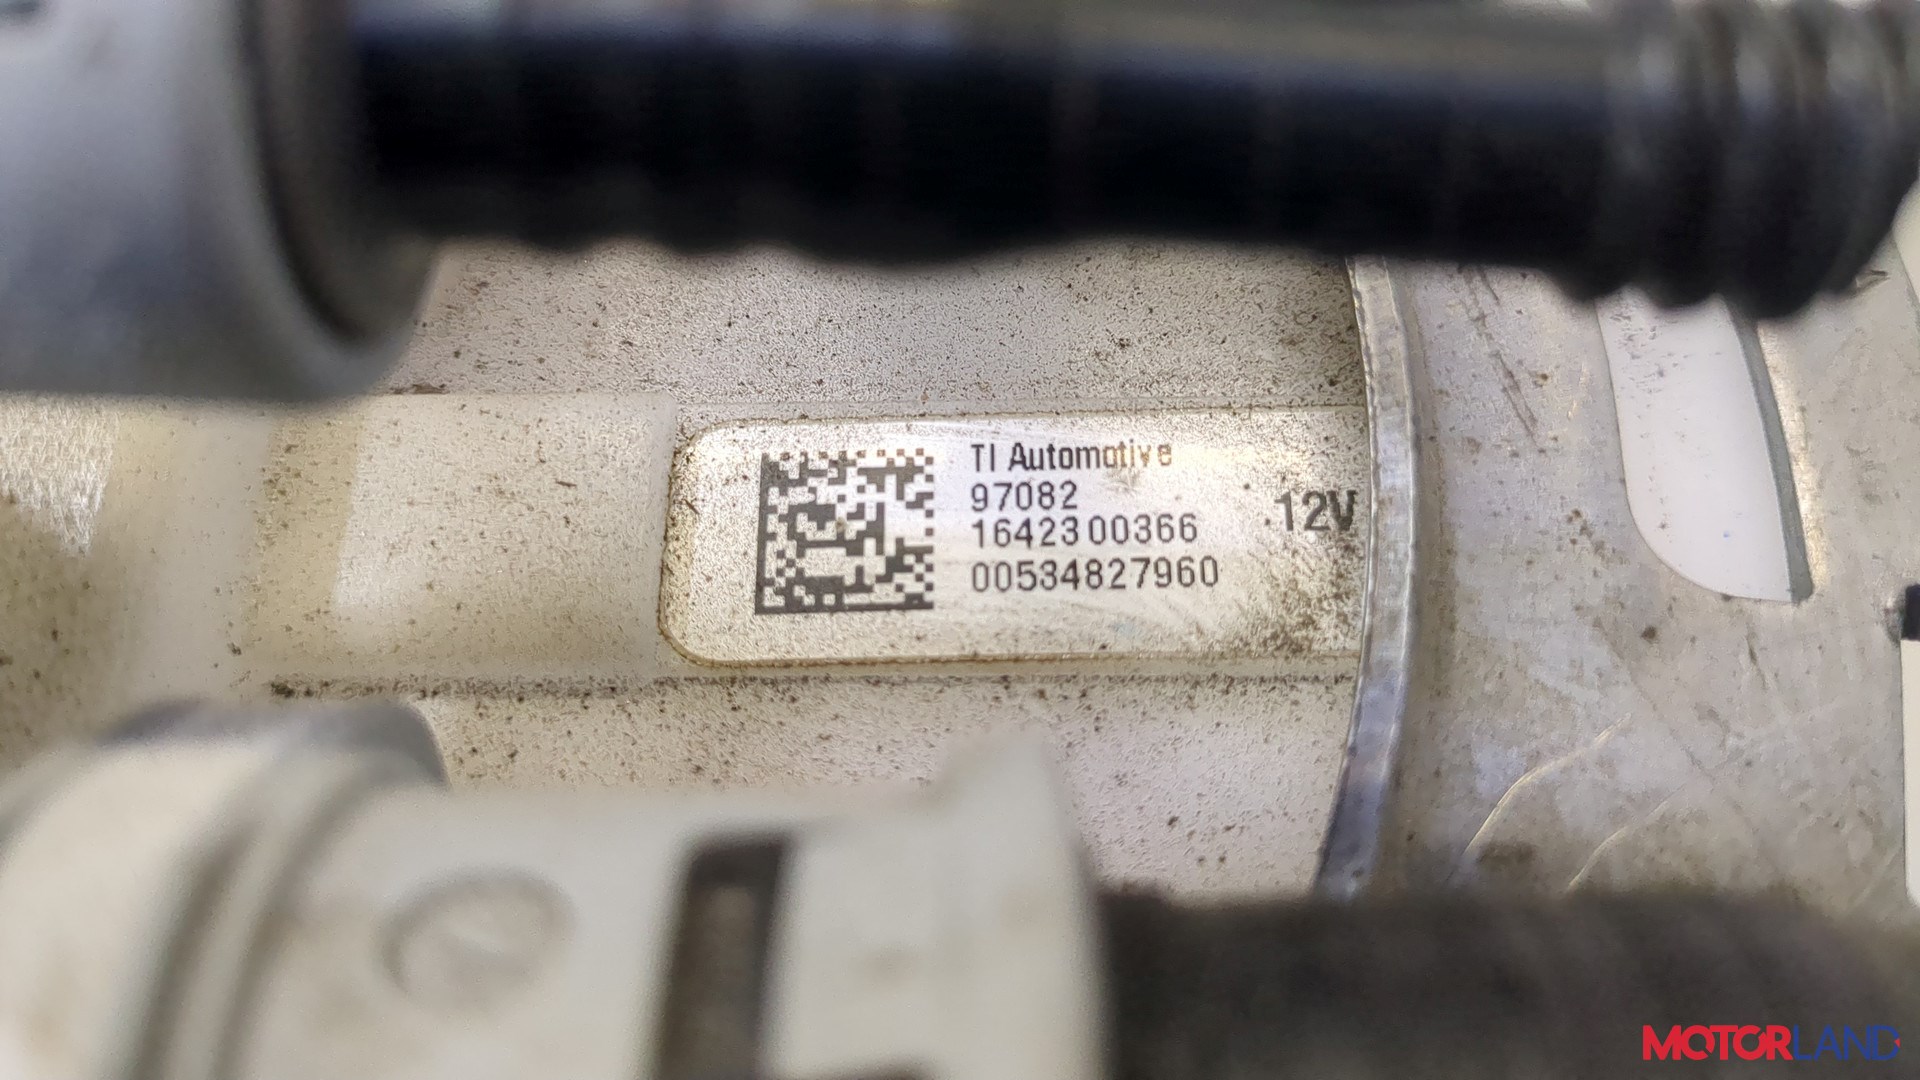 TI Automotive
97082
1642300366
00534827960
12V
MOTORLAND